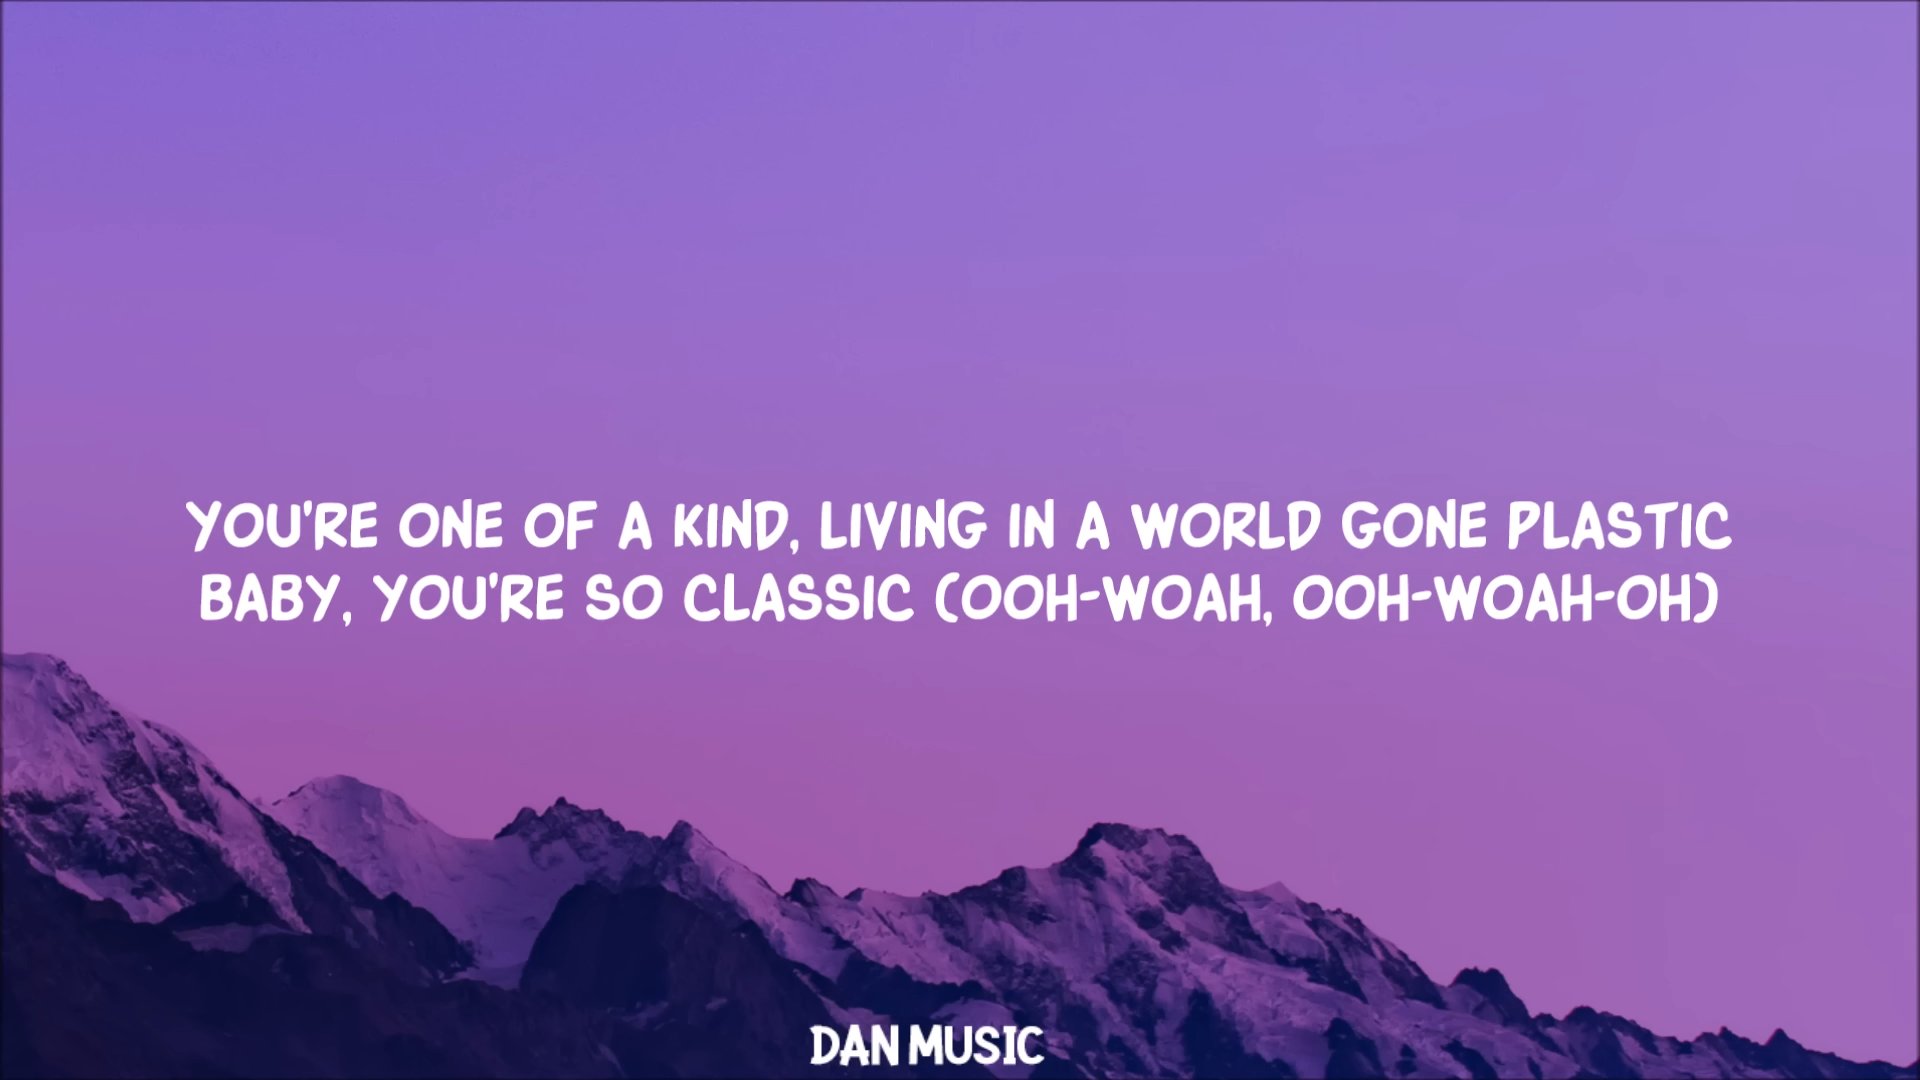 YOU'RE ONE OF A KIND, LIVING IN A WORLD GONE PLASTIC
BABY, YOU'RE SO CLASSIC (OOH-WOAH, OOH-WOAH-OH)
DAN MUSIC